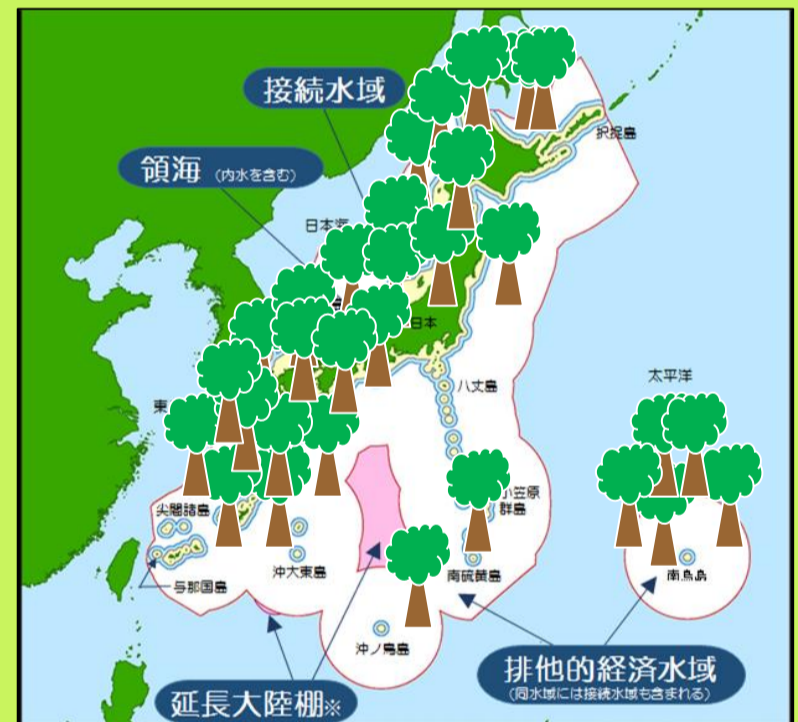 接続水域
択捉島
領海 (内水を含む)
日本海
日本
八丈島
太平洋
東
小笠原
群島
尖閣諸島
沖大東島
南硫黄島
南鳥島
与那国島
沖ノ鳥島
排他的経済水域
(同水域には接続水域も含まれる)
延長大陸棚※